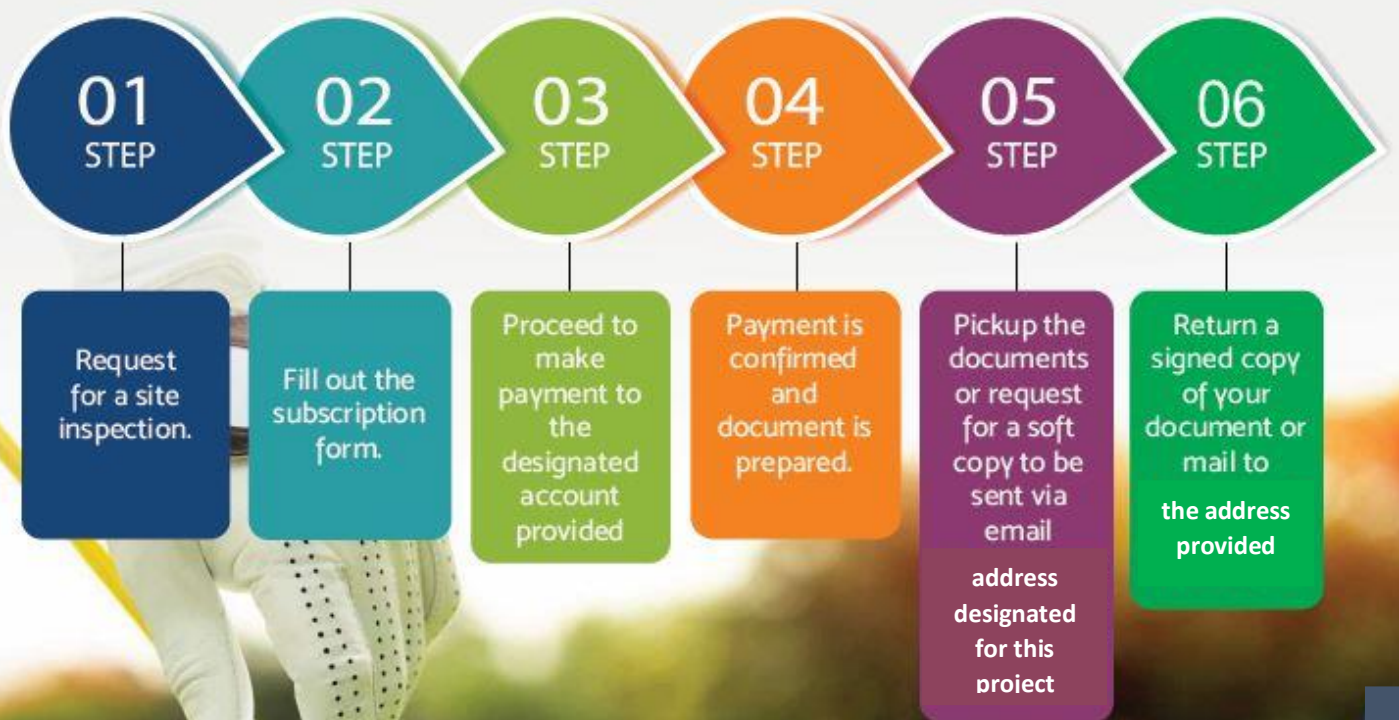 01
STEP
02
STEP
03
STEP
04
STEP
05
STEP
06
STEP
Request
for a site
inspection.
Fill out the
subscription
form.
Proceed to
make
payment to
the
designated
account
provided
Payment is
confirmed
and
document is
prepared.
Pickup the
documents
or request
for a soft
copy to be
sent via
email
address
designated
for this
project
Return a
signed copy
of your
document or
mail to
the address
provided